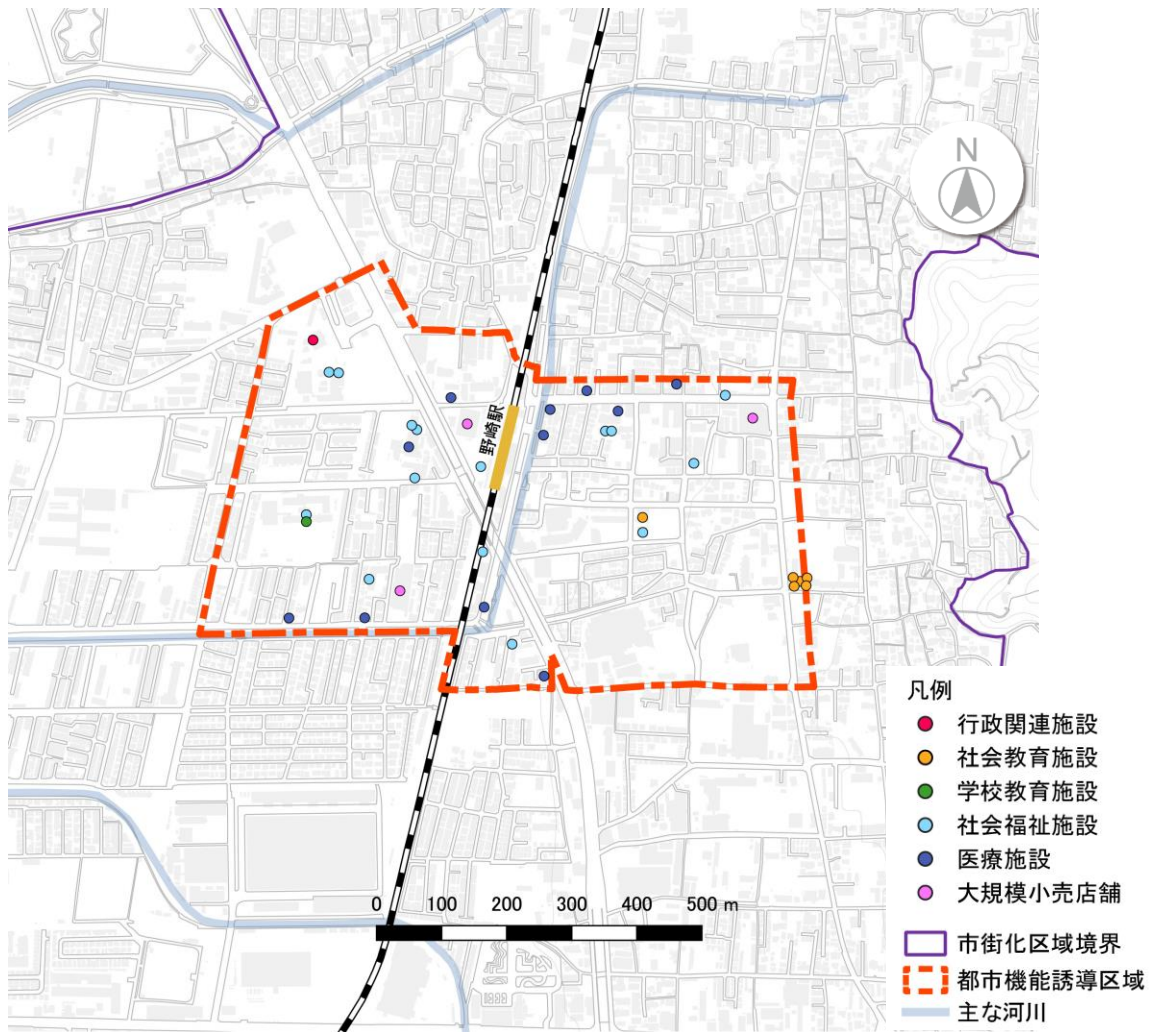 N
野崎駅
0 100 200 300 400 500 m
凡例
行政関連施設
社会教育施設
学校教育施設
社会福祉施設
医療施設
大規模小売店舗
市街化区域境界
都市機能誘導区域
主な河川